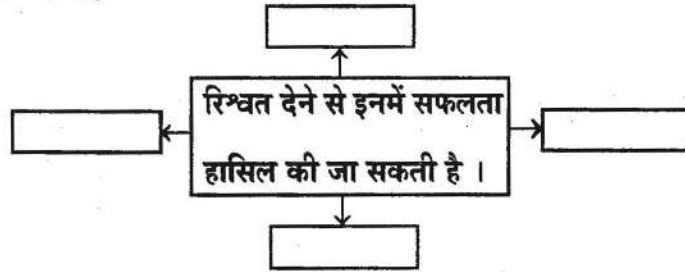 रिश्वत देने से इनमें सफलता
हासिल की जा सकती है ।